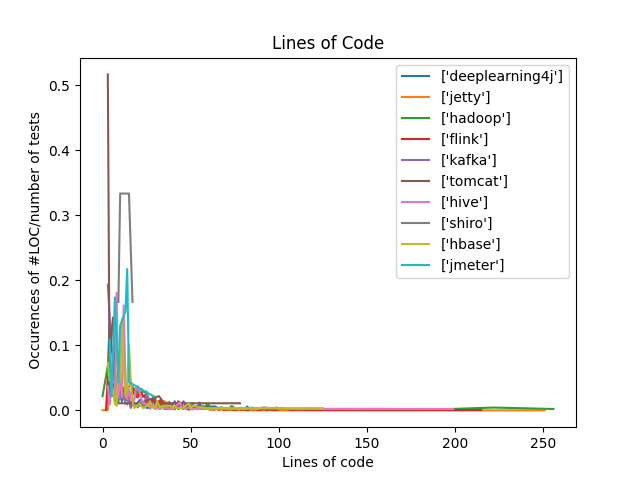 Lines of Code
Occurences of #LOC/number of tests
0.5
0.4
0.3
0.2
0.1
0.0
['deeplearning4j']
['jetty']
['hadoop']
['flink']
['kafka']
['tomcat']
['hive']
['shiro']
['hbase']
['jmeter']
0 50 100 150 200 250
Lines of code